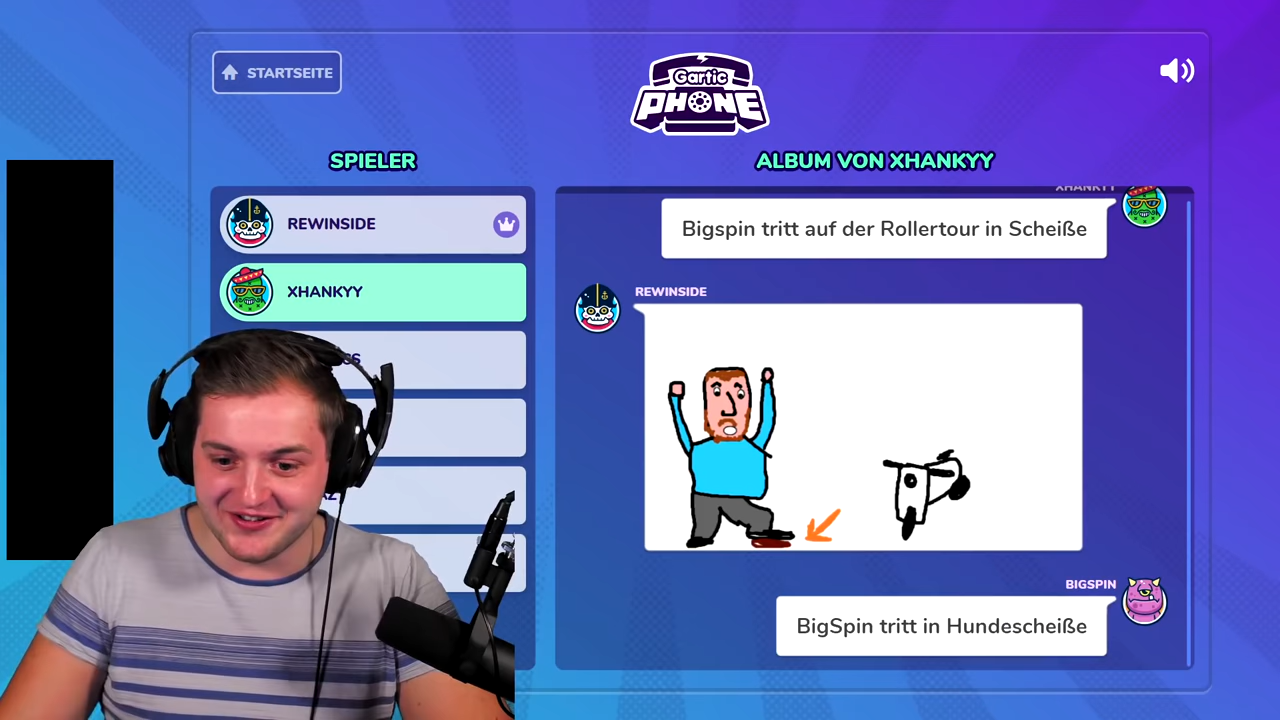 STARTSEITE
Gartic
PHONE
SPIELER
ALBUM VON XHANKYY
REWINSIDE
XHANKYY
XHANKYY
Bigspin tritt auf der Rollertour in Scheiße
REWINSIDE
BIGSPIN
BigSpin tritt in Hundescheiße